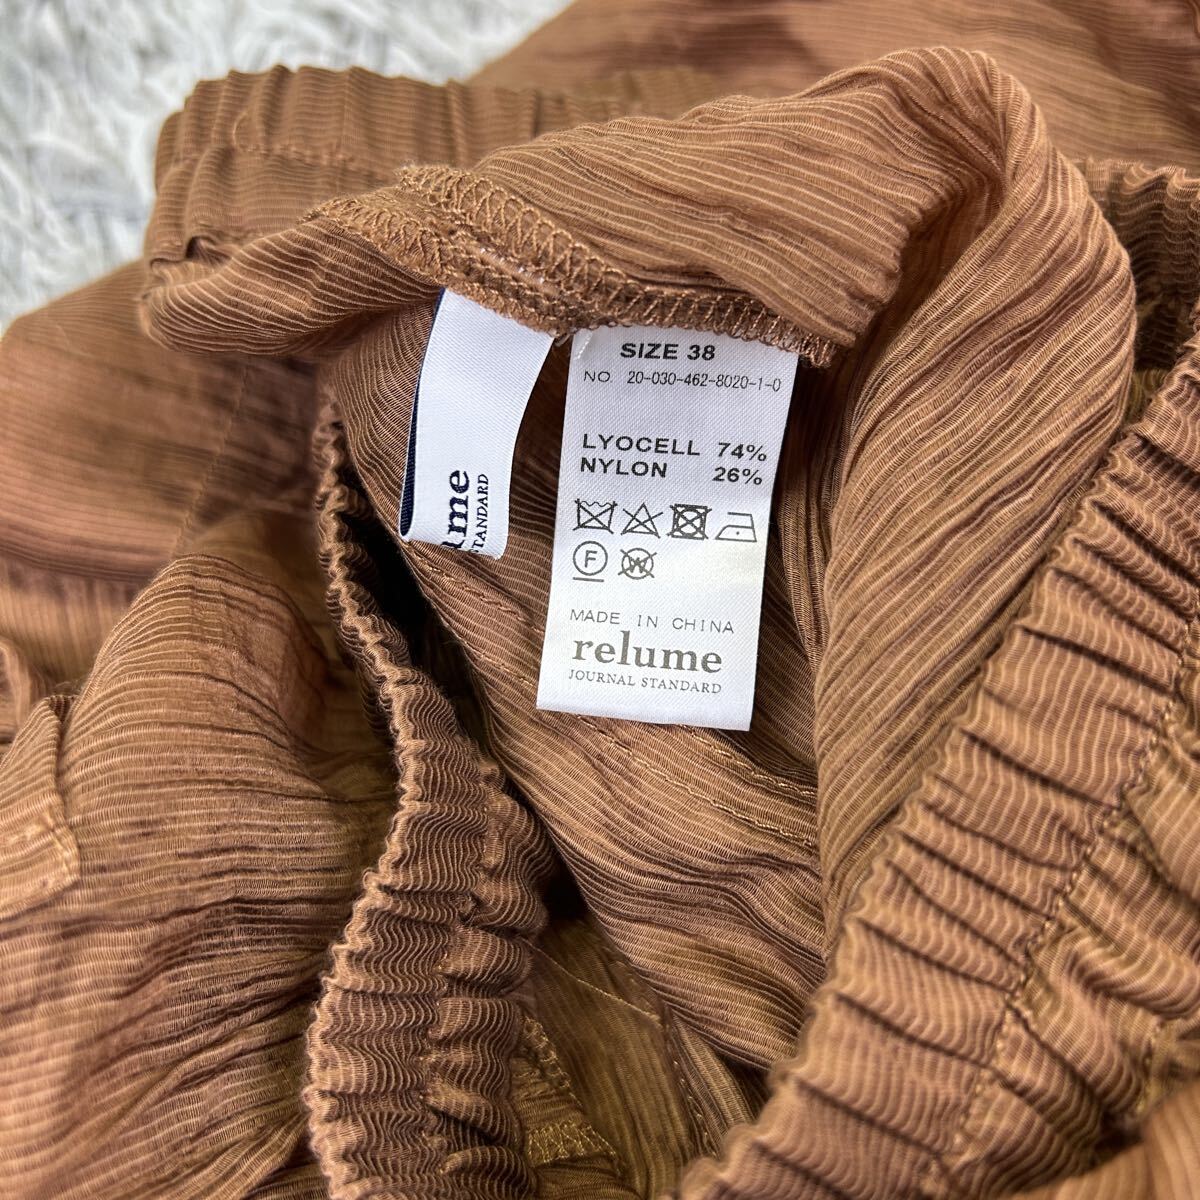 SIZE 38
NO. 20-030-462-8020-1-0
LYOCELL 74%
NYLON 26%
F
W
MADE IN CHINA
relume
JOURNAL STANDARD
STANDARD